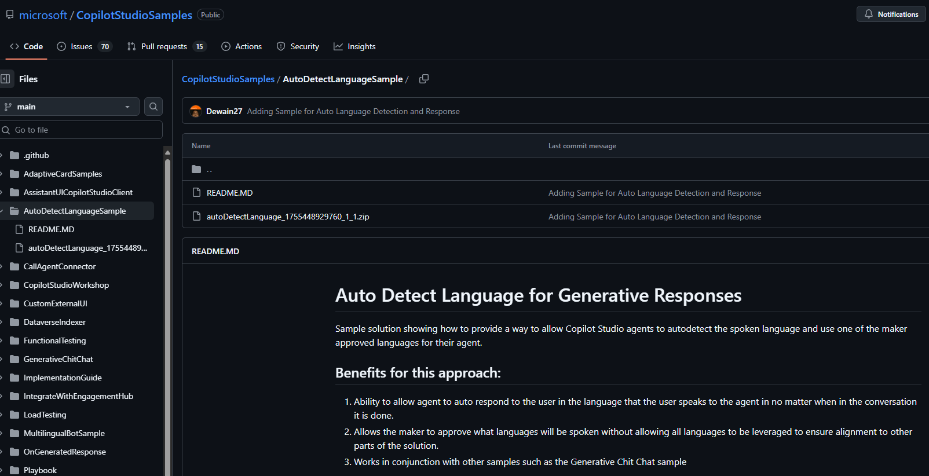 microsoft / CopilotStudioSamples Public
Notifications
Code Issues 70 Pull requests 15 Actions Security Insights
Files
main
Go to file
.github
AdaptiveCardSamples
AssistantUICopilotStudioClient
AutoDetectLanguageSample
README.MD
autoDetectLanguage_17554489...
CallAgentConnector
CopilotStudioWorkshop
CustomExternalUI
DataverseIndexer
FunctionalTesting
GenerativeChitChat
ImplementationGuide
IntegrateWithEngagementHub
LoadTesting
MultilingualBotSample
OnGeneratedResponse
Playbook
CopilotStudioSamples / AutoDetectLanguageSample /
Dewain27 Adding Sample for Auto Language Detection and Response
Name Last commit message
..
README.MD Adding Sample for Auto Language Detection and Response
autoDetectLanguage_1755448929760_1_1.zip Adding Sample for Auto Language Detection and Response
README.MD
Auto Detect Language for Generative Responses
Sample solution showing how to provide a way to allow Copilot Studio agents to autodetect the spoken language and use one of the maker
approved languages for their agent.
Benefits for this approach:
1. Ability to allow agent to auto respond to the user in the language that the user speaks to the agent in no matter when in the conversation
it is done.
2. Allows the maker to approve what languages will be spoken without allowing all languages to be leveraged to ensure alignment to other
parts of the solution.
3. Works in conjunction with other samples such as the Generative Chit Chat sample